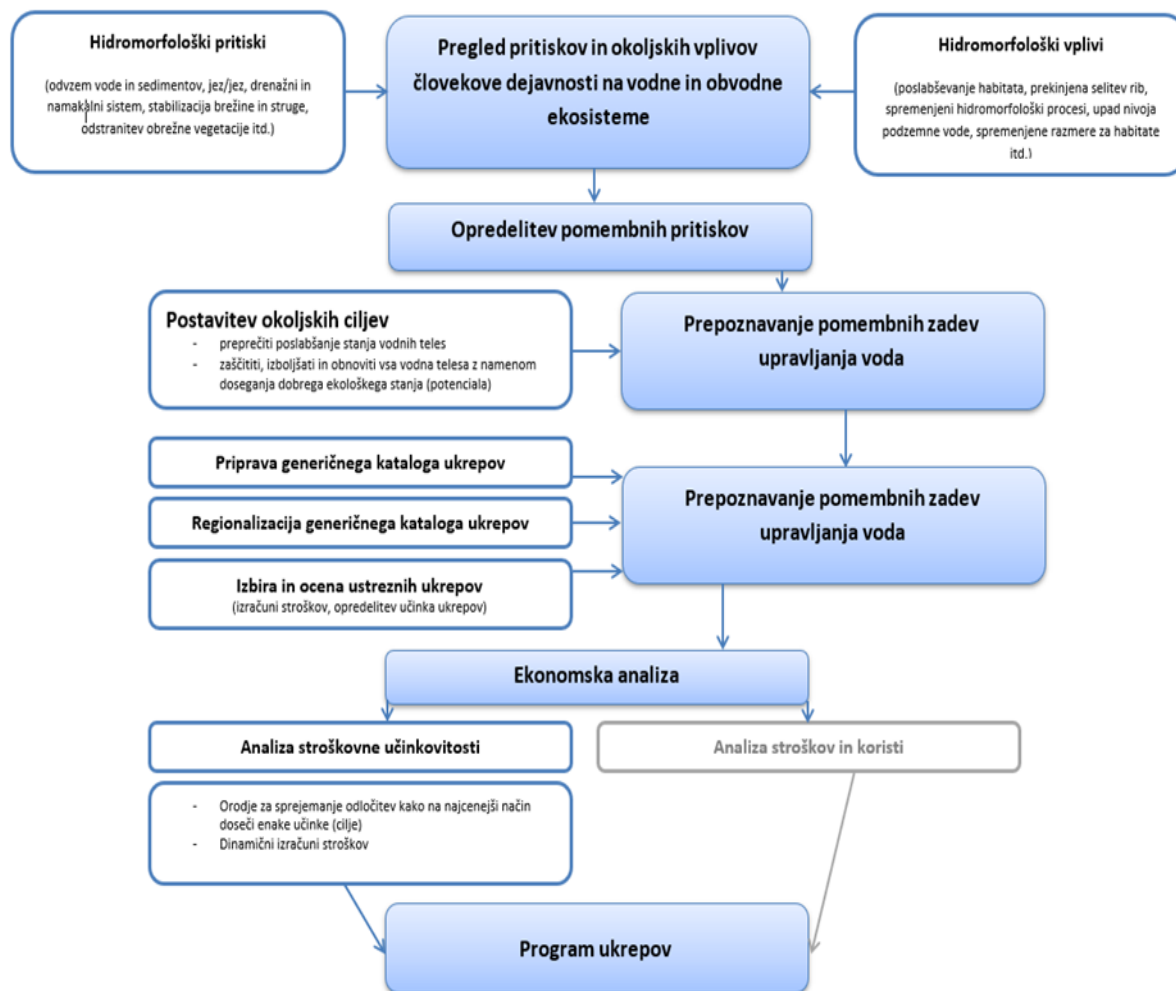 Hidromorfološki pritiski
(odvzem vode in sedimentov, jez/jez, drenažni in
namakalni sistem, stabilizacija brežine in struge,
odstranitev obrežne vegetacije itd.)
Pregled pritiskov in okoljskih vplivov
človekove dejavnosti na vodne in obvodne
ekosisteme
Hidromorfološki vplivi
(poslabševanje habitata, prekinjena selitev rib,
spremenjeni hidromorfološki procesi, upad nivoja
podzemne vode, spremenjene razmere za habitate
itd.)
Opredelitev pomembnih pritiskov
Postavitev okoljskih ciljev
- preprečiti poslabšanje stanja vodnih teles
- zaščititi, izboljšati in obnoviti vsa vodna telesa z namenom
doseganja dobrega ekološkega stanja (potenciala)
Prepoznavanje pomembnih zadev
upravljanja voda
Priprava generičnega kataloga ukrepov
Regionalizacija generičnega kataloga ukrepov
Izbira in ocena ustreznih ukrepov
(izračuni stroškov, opredelitev učinka ukrepov)
Prepoznavanje pomembnih zadev
upravljanja voda
Ekonomska analiza
Analiza stroškovne učinkovitosti
Analiza stroškov in koristi
- Orodje za sprejemanje odločitev kako na najcenejši način
doseči enake učinke (cilje)
- Dinamični izračuni stroškov
Program ukrepov